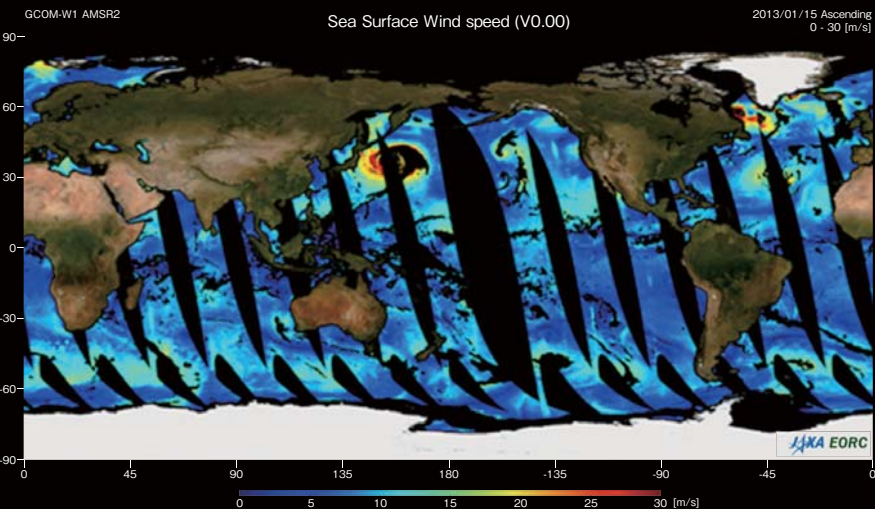 GCOM-W1 AMSR2
Sea Surface Wind speed (V0.00)
2013/01/15 Ascending
0 - 30 [m/s]
90
60
30
0
-30
-60
-90
JAXA EORC
0 45 90 135 180 -135 -90 -45 0
0 5 10 15 20 25 30 [m/s]